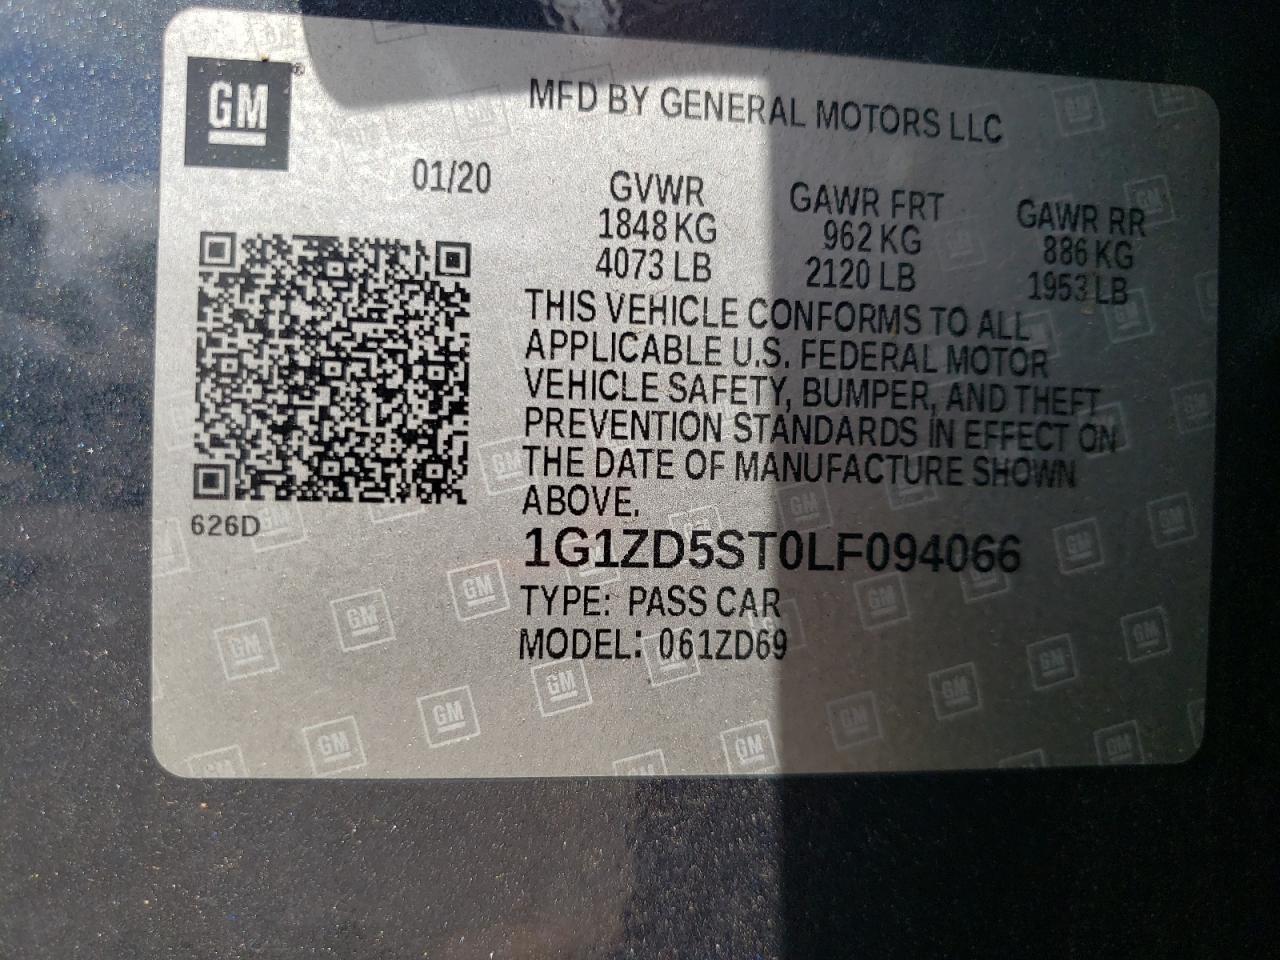 GM
MFD BY GENERAL MOTORS LLC
01/20
GVWR GAWR FRT GAWR RR
1848 KG 962 KG 886 KG
4073 LB 2120 LB 1953 LB
THIS VEHICLE CONFORMS TO ALL
APPLICABLE U.S. FEDERAL MOTOR
VEHICLE SAFETY, BUMPER, AND THEFT
PREVENTION STANDARDS IN EFFECT ON
THE DATE OF MANUFACTURE SHOWN
ABOVE.
626D
1G1ZD5ST0LF094066
TYPE: PASS CAR
MODEL: 061ZD69